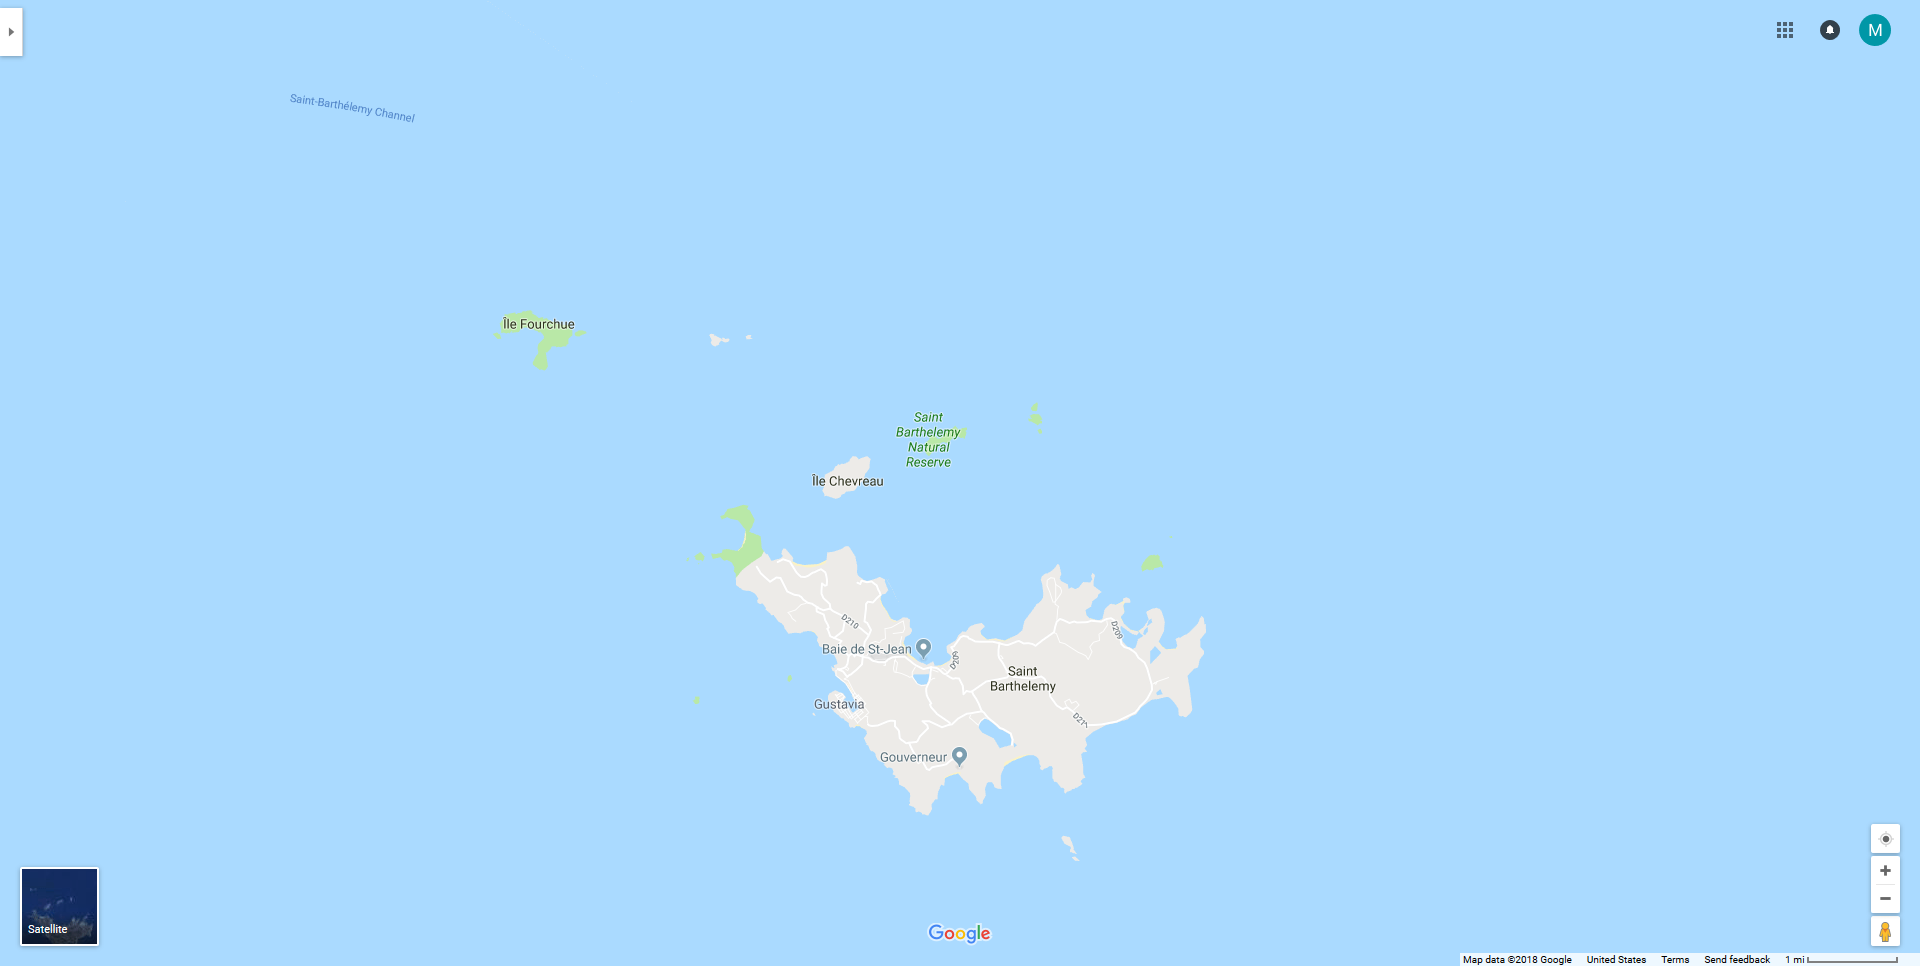 M
Saint-Barthélemy Channel
Île Fourchue
Saint
Barthelemy
Natural
Reserve
Île Chevreau
D210
D209
Baie de St-Jean
D209
Saint
Barthelemy
Gustavia
D211
Gouverneur
Satellite
Google
Map data ©2018 Google United States Terms Send feedback 1 mi